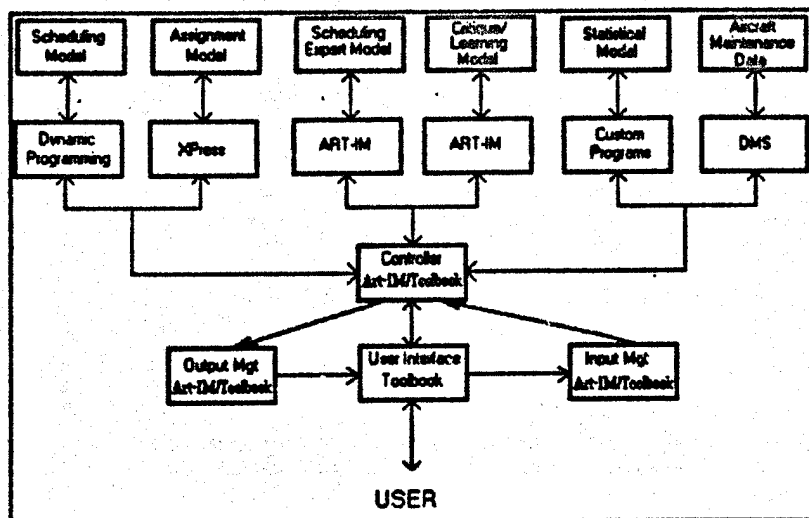 Scheduling
Model
Assignment
Model
Scheduling
Expert Model
Critique/
Learning
Model
Statistical
Model
Aircraft
Maintenance
Data
Dynamic
Programming
XPress
ART-IM
ART-IM
Custom
Programs
DMS
Controller
Art-IM/Toolbook
Output Mgt
Art-IM/Toolbook
User Interface
Toolbook
Input Mgt
Art-IM/Toolbook
USER